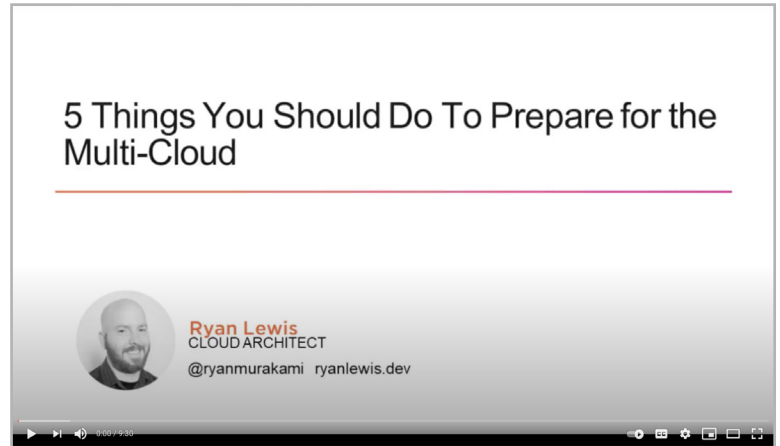 5 Things You Should Do To Prepare for the
Multi-Cloud
Ryan Lewis
CLOUD ARCHITECT
@ryanmurakami ryanlewis.dev
0:00 / 9:30
CC